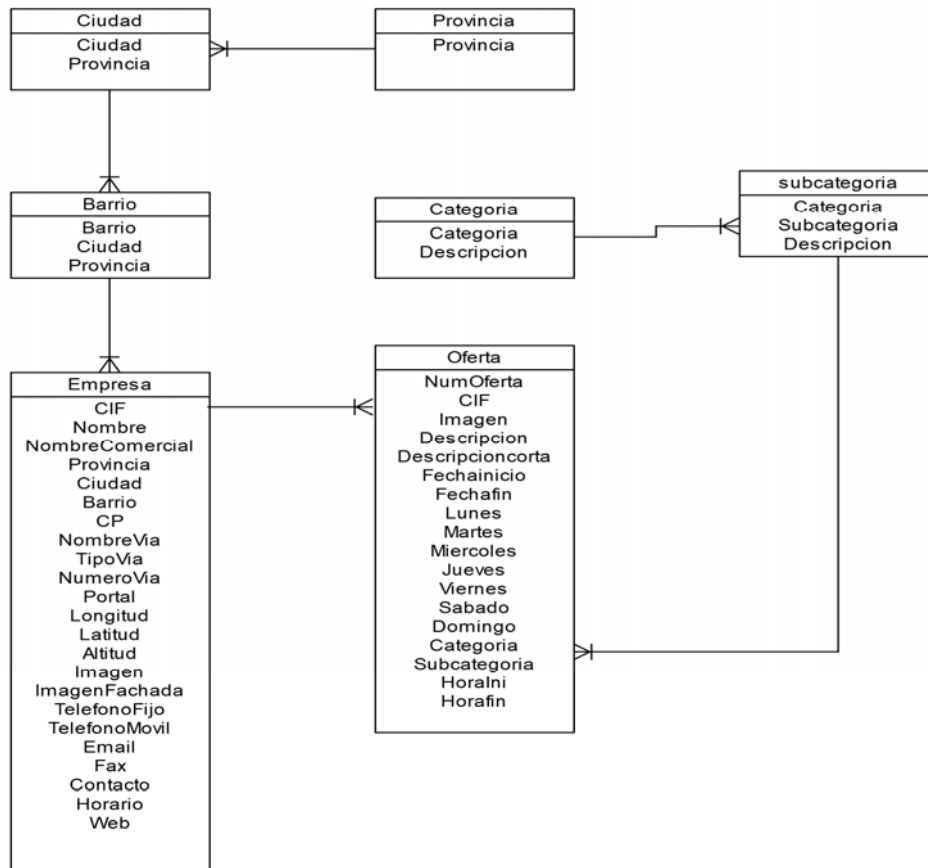 Ciudad
Ciudad
Provincia
Provincia
Provincia
Barrio
Barrio
Ciudad
Provincia
Categoria
Categoria
Descripcion
subcategoria
Categoria
Subcategoria
Descripcion
Empresa
CIF
Nombre
NombreComercial
Provincia
Ciudad
Barrio
CP
NombreVia
TipoVia
NumeroVia
Portal
Longitud
Latitud
Altitud
Imagen
ImagenFachada
TelefonoFijo
TelefonoMovil
Email
Fax
Contacto
Horario
Web
Oferta
NumOferta
CIF
Imagen
Descripcion
Descripcioncorta
Fechainicio
Fechafin
Lunes
Martes
Miercoles
Jueves
Viernes
Sabado
Domingo
Categoria
Subcategoria
HoraIni
Horafin